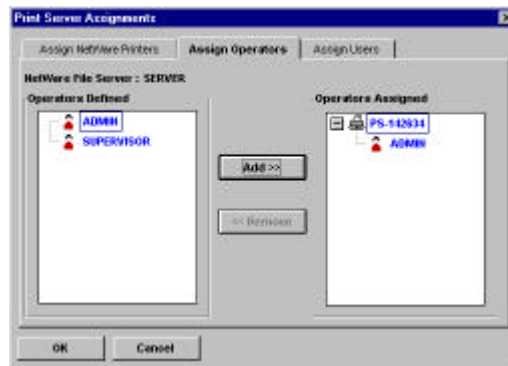 Print Server Assignments
Assign NetWare Printers
Assign Operators
Assign Users
NetWare File Server : SERVER
Operators Defined
Operators Assigned
ADMIN
SUPERVISOR
PS-142634
ADMIN
Add >>
<< Remove
OK
Cancel